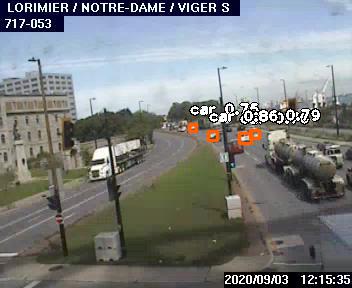 LORIMIER / NOTRE-DAME / VIGER S
717-053
car 0.75
car 0.86 0.79
2020/09/03 12:15:35